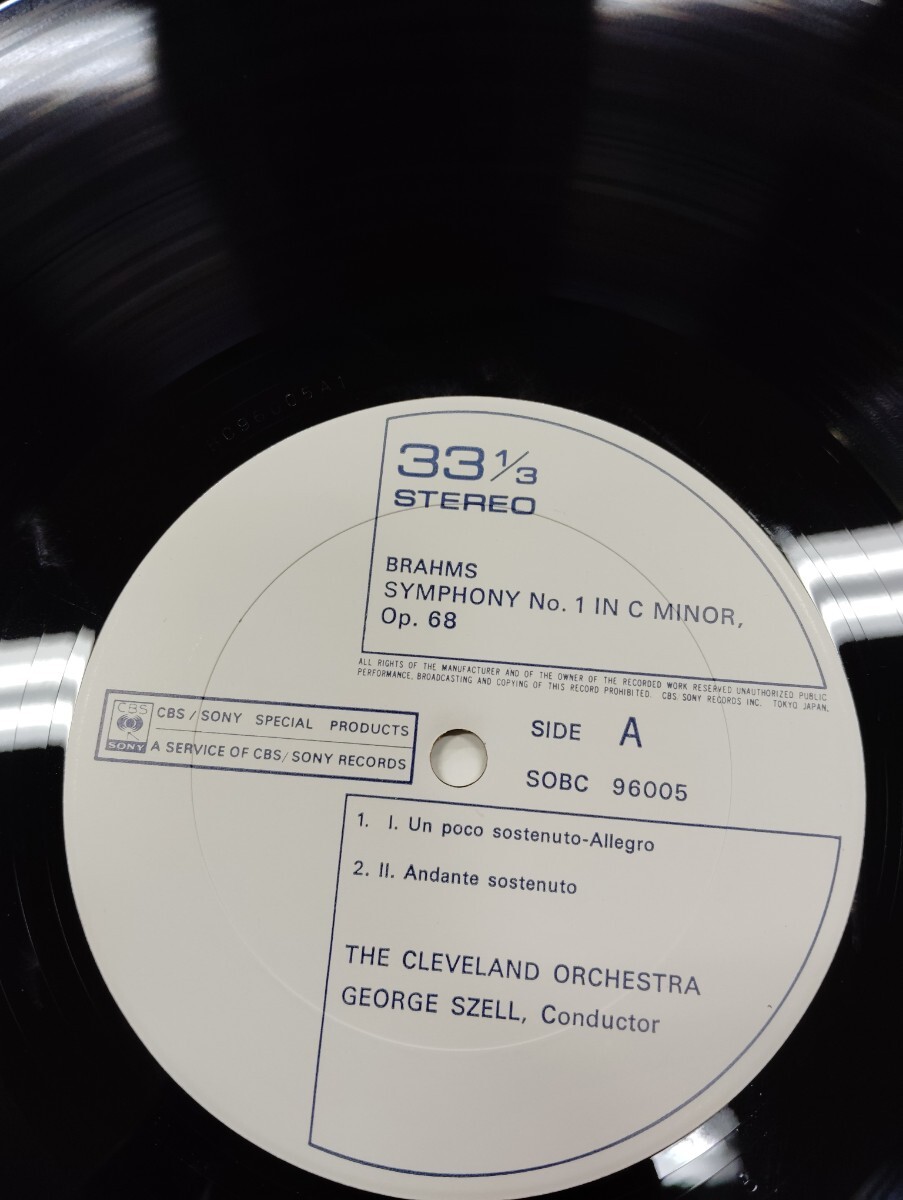 33 1/3
STEREO
BRAHMS
SYMPHONY No. 1 IN C MINOR,
Op. 68
ALL RIGHTS OF THE MANUFACTURER AND OF THE OWNER OF THE RECORDED WORK RESERVED UNAUTHORIZED PUBLIC
PERFORMANCE, BROADCASTING AND COPYING OF THIS RECORD PROHIBITED. CBS SONY RECORDS INC. TOKYO JAPAN.
CBS
SONY
CBS/SONY SPECIAL PRODUCTS
A SERVICE OF CBS/SONY RECORDS
SIDE A
SOBC 96005
1. I. Un poco sostenuto-Allegro
2. II. Andante sostenuto
THE CLEVELAND ORCHESTRA
GEORGE SZELL, Conductor